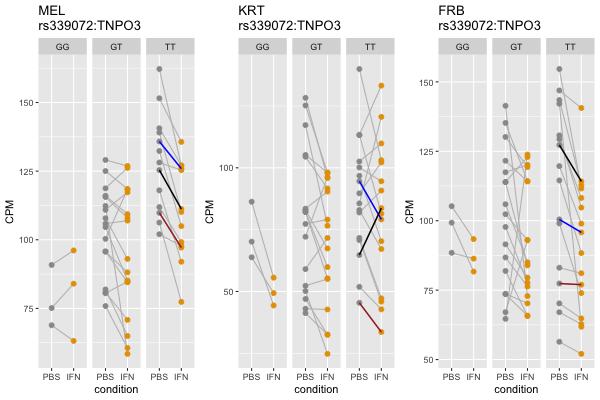 MEL
rs339072:TNPO3
GG GT TT
CPM
150
125
100
75
PBS IFN PBS IFN PBS IFN
condition
KRT
rs339072:TNPO3
GG GT TT
CPM
100
50
PBS IFN PBS IFN PBS IFN
condition
FRB
rs339072:TNPO3
GG GT TT
CPM
150
125
100
75
50
PBS IFN PBS IFN PBS IFN
condition